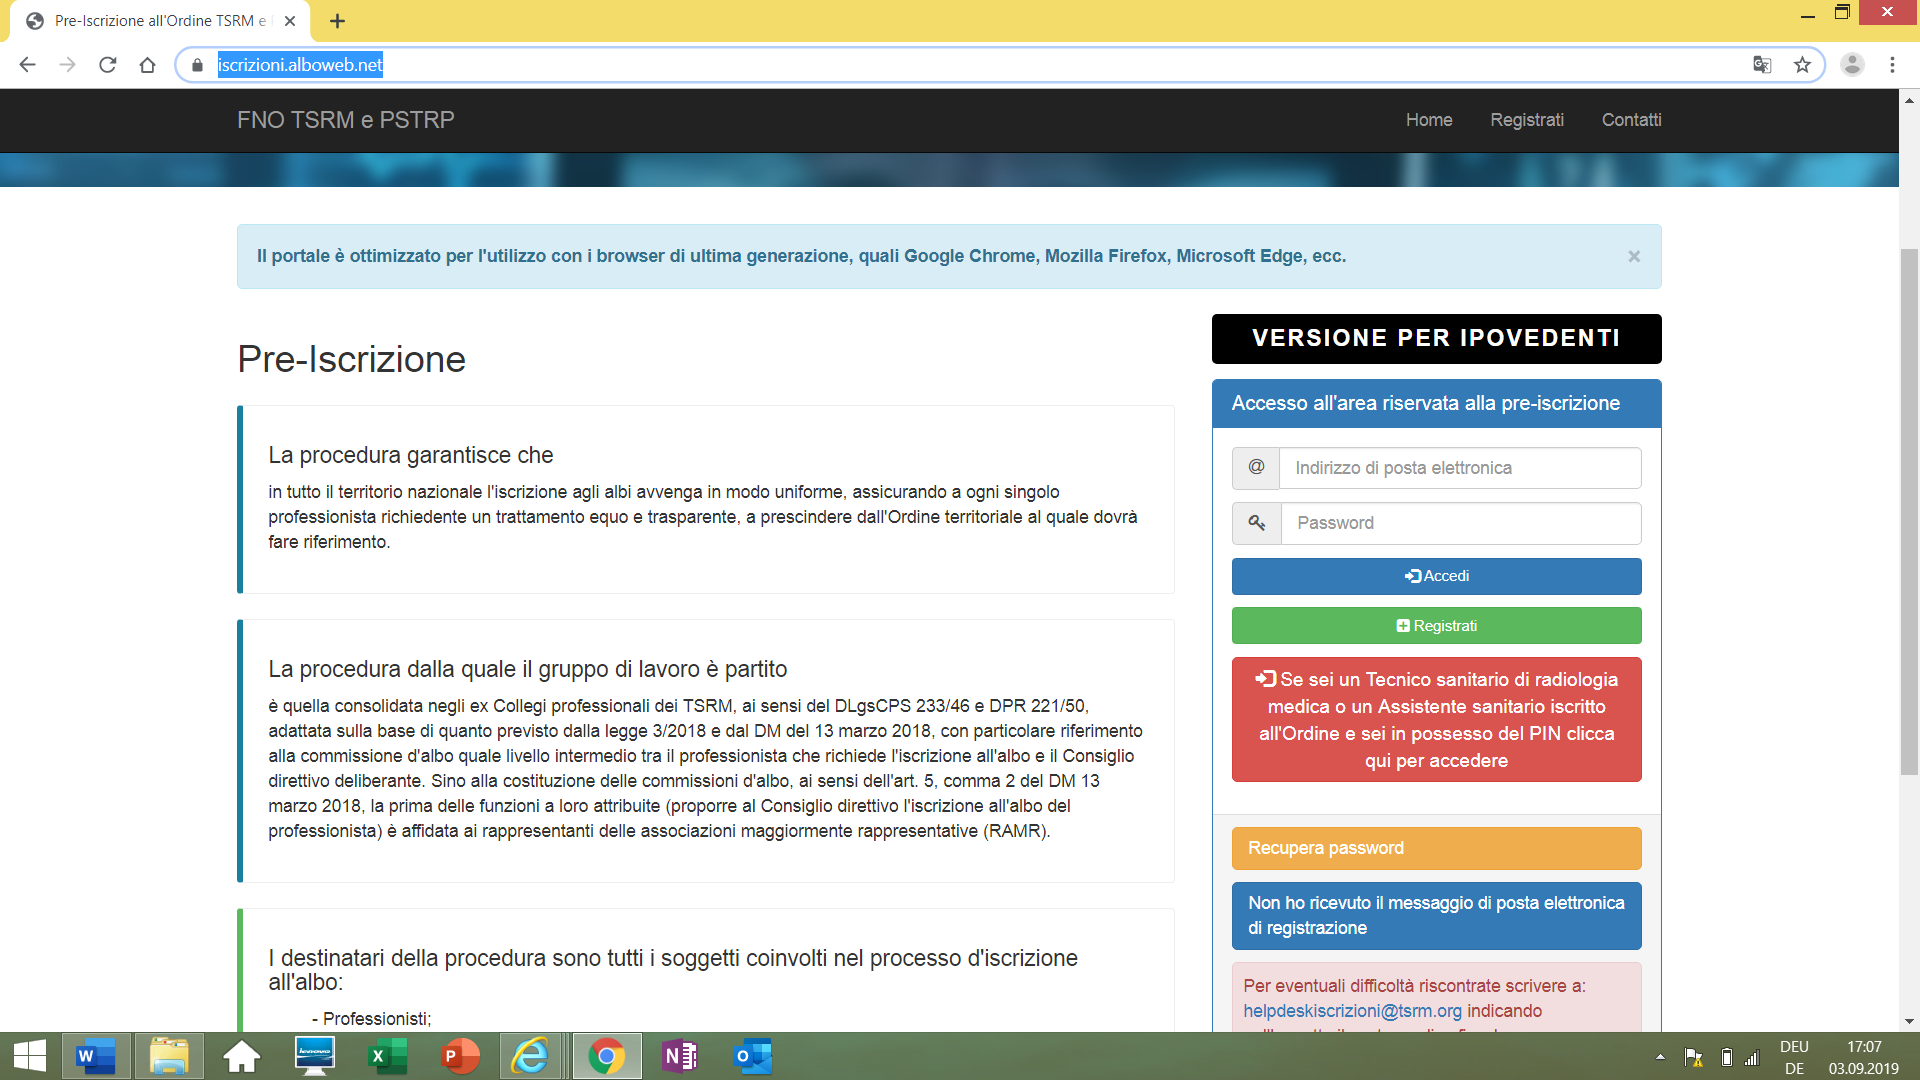 Pre-Iscrizione all'Ordine TSRM e
iscrizioni.alboweb.net
FNO TSRM e PSTRP
Home
Registrati
Contatti
Il portale è ottimizzato per l'utilizzo con i browser di ultima generazione, quali Google Chrome, Mozilla Firefox, Microsoft Edge, ecc.
×
Pre-Iscrizione
La procedura garantisce che
in tutto il territorio nazionale l'iscrizione agli albi avvenga in modo uniforme, assicurando a ogni singolo
professionista richiedente un trattamento equo e trasparente, a prescindere dall'Ordine territoriale al quale dovrà
fare riferimento.
La procedura dalla quale il gruppo di lavoro è partito
è quella consolidata negli ex Collegi professionali dei TSRM, ai sensi del DLgsCPS 233/46 e DPR 221/50,
adattata sulla base di quanto previsto dalla legge 3/2018 e dal DM del 13 marzo 2018, con particolare riferimento
alla commissione d'albo quale livello intermedio tra il professionista che richiede l'iscrizione all'albo e il Consiglio
direttivo deliberante. Sino alla costituzione delle commissioni d'albo, ai sensi dell'art. 5, comma 2 del DM 13
marzo 2018, la prima delle funzioni a loro attribuite (proporre al Consiglio direttivo l'iscrizione all'albo del
professionista) è affidata ai rappresentanti delle associazioni maggiormente rappresentative (RAMR).
I destinatari della procedura sono tutti i soggetti coinvolti nel processo d'iscrizione
all'albo:
- Professionisti;
VERSIONE PER IPOVEDENTI
Accesso all'area riservata alla pre-iscrizione
@ Indirizzo di posta elettronica
Password
Accedi
Registrati
Se sei un Tecnico sanitario di radiologia
medica o un Assistente sanitario iscritto
all'Ordine e sei in possesso del PIN clicca
qui per accedere
Recupera password
Non ho ricevuto il messaggio di posta elettronica
di registrazione
Per eventuali difficoltà riscontrate scrivere a:
helpdeskiscrizioni@tsrm.org indicando
DEU
DE
17:07
03.09.2019